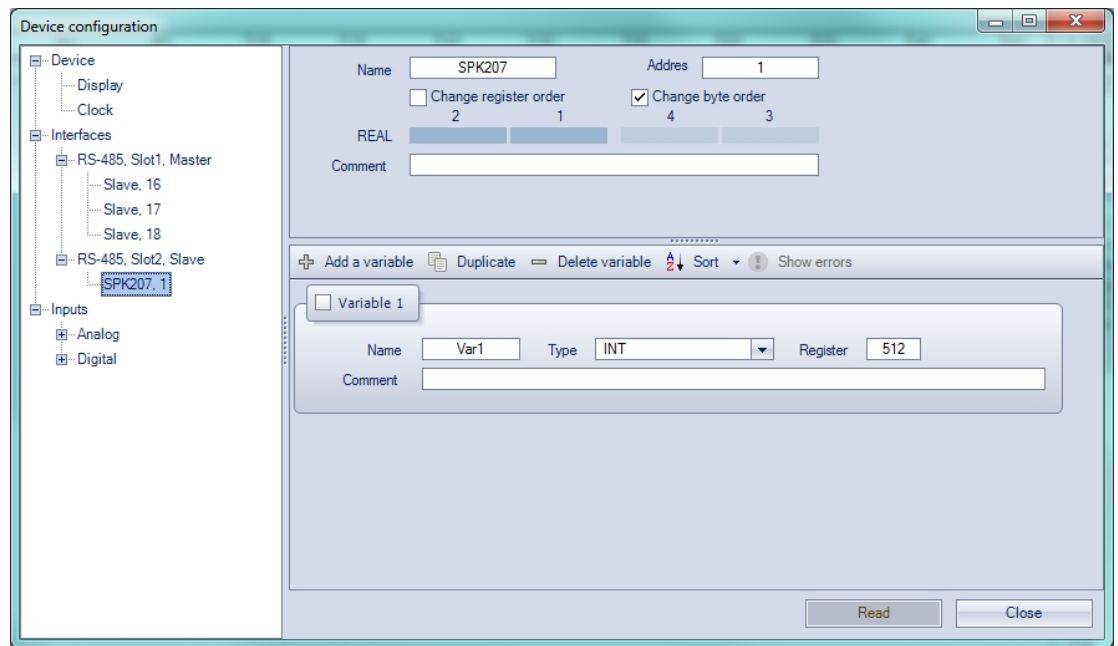 Device configuration
Device
Display
Clock
Interfaces
RS-485, Slot1, Master
Slave, 16
Slave, 17
Slave, 18
RS-485, Slot2, Slave
SPK207, 1
Inputs
Analog
Digital
Name SPK207 Addres 1
Change register order Change byte order
2 1 4 3
REAL
Comment
Add a variable Duplicate Delete variable Sort Show errors
Variable 1
Name Var1 Type INT Register 512
Comment
Read Close